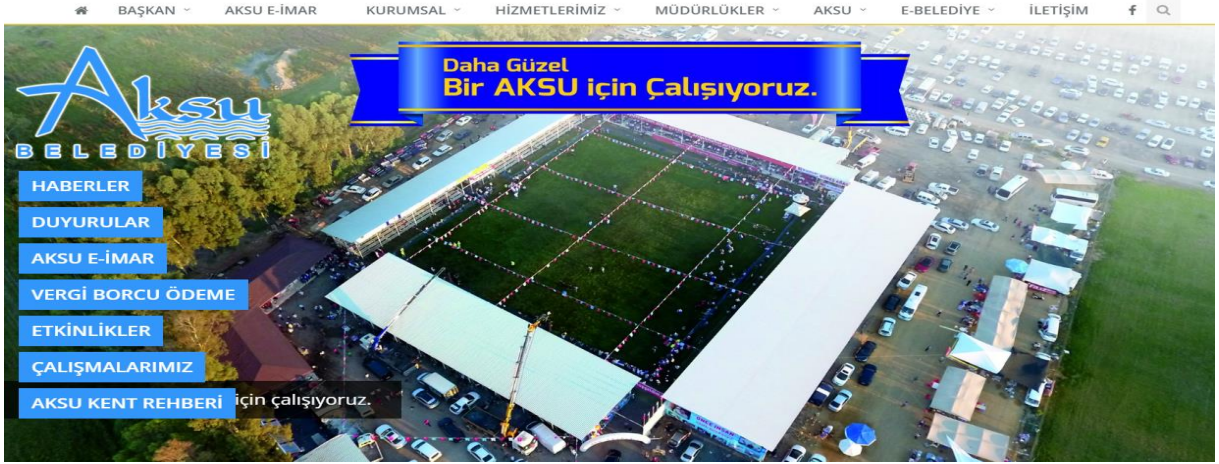 BAŞKAN AKSU E-İMAR KURUMSAL HİZMETLERİMİZ MÜDÜRLÜKLER AKSU E-BELEDİYE İLETİŞİM f
Daha Güzel
Bir AKSU için Çalışıyoruz.
Aksu
BELEDİYESİ
HABERLER
DUYURULAR
AKSU E-İMAR
VERGİ BORCU ÖDEME
ETKİNLİKLER
ÇALIŞMALARIMIZ
AKSU KENT REHBERİ için çalışıyoruz.